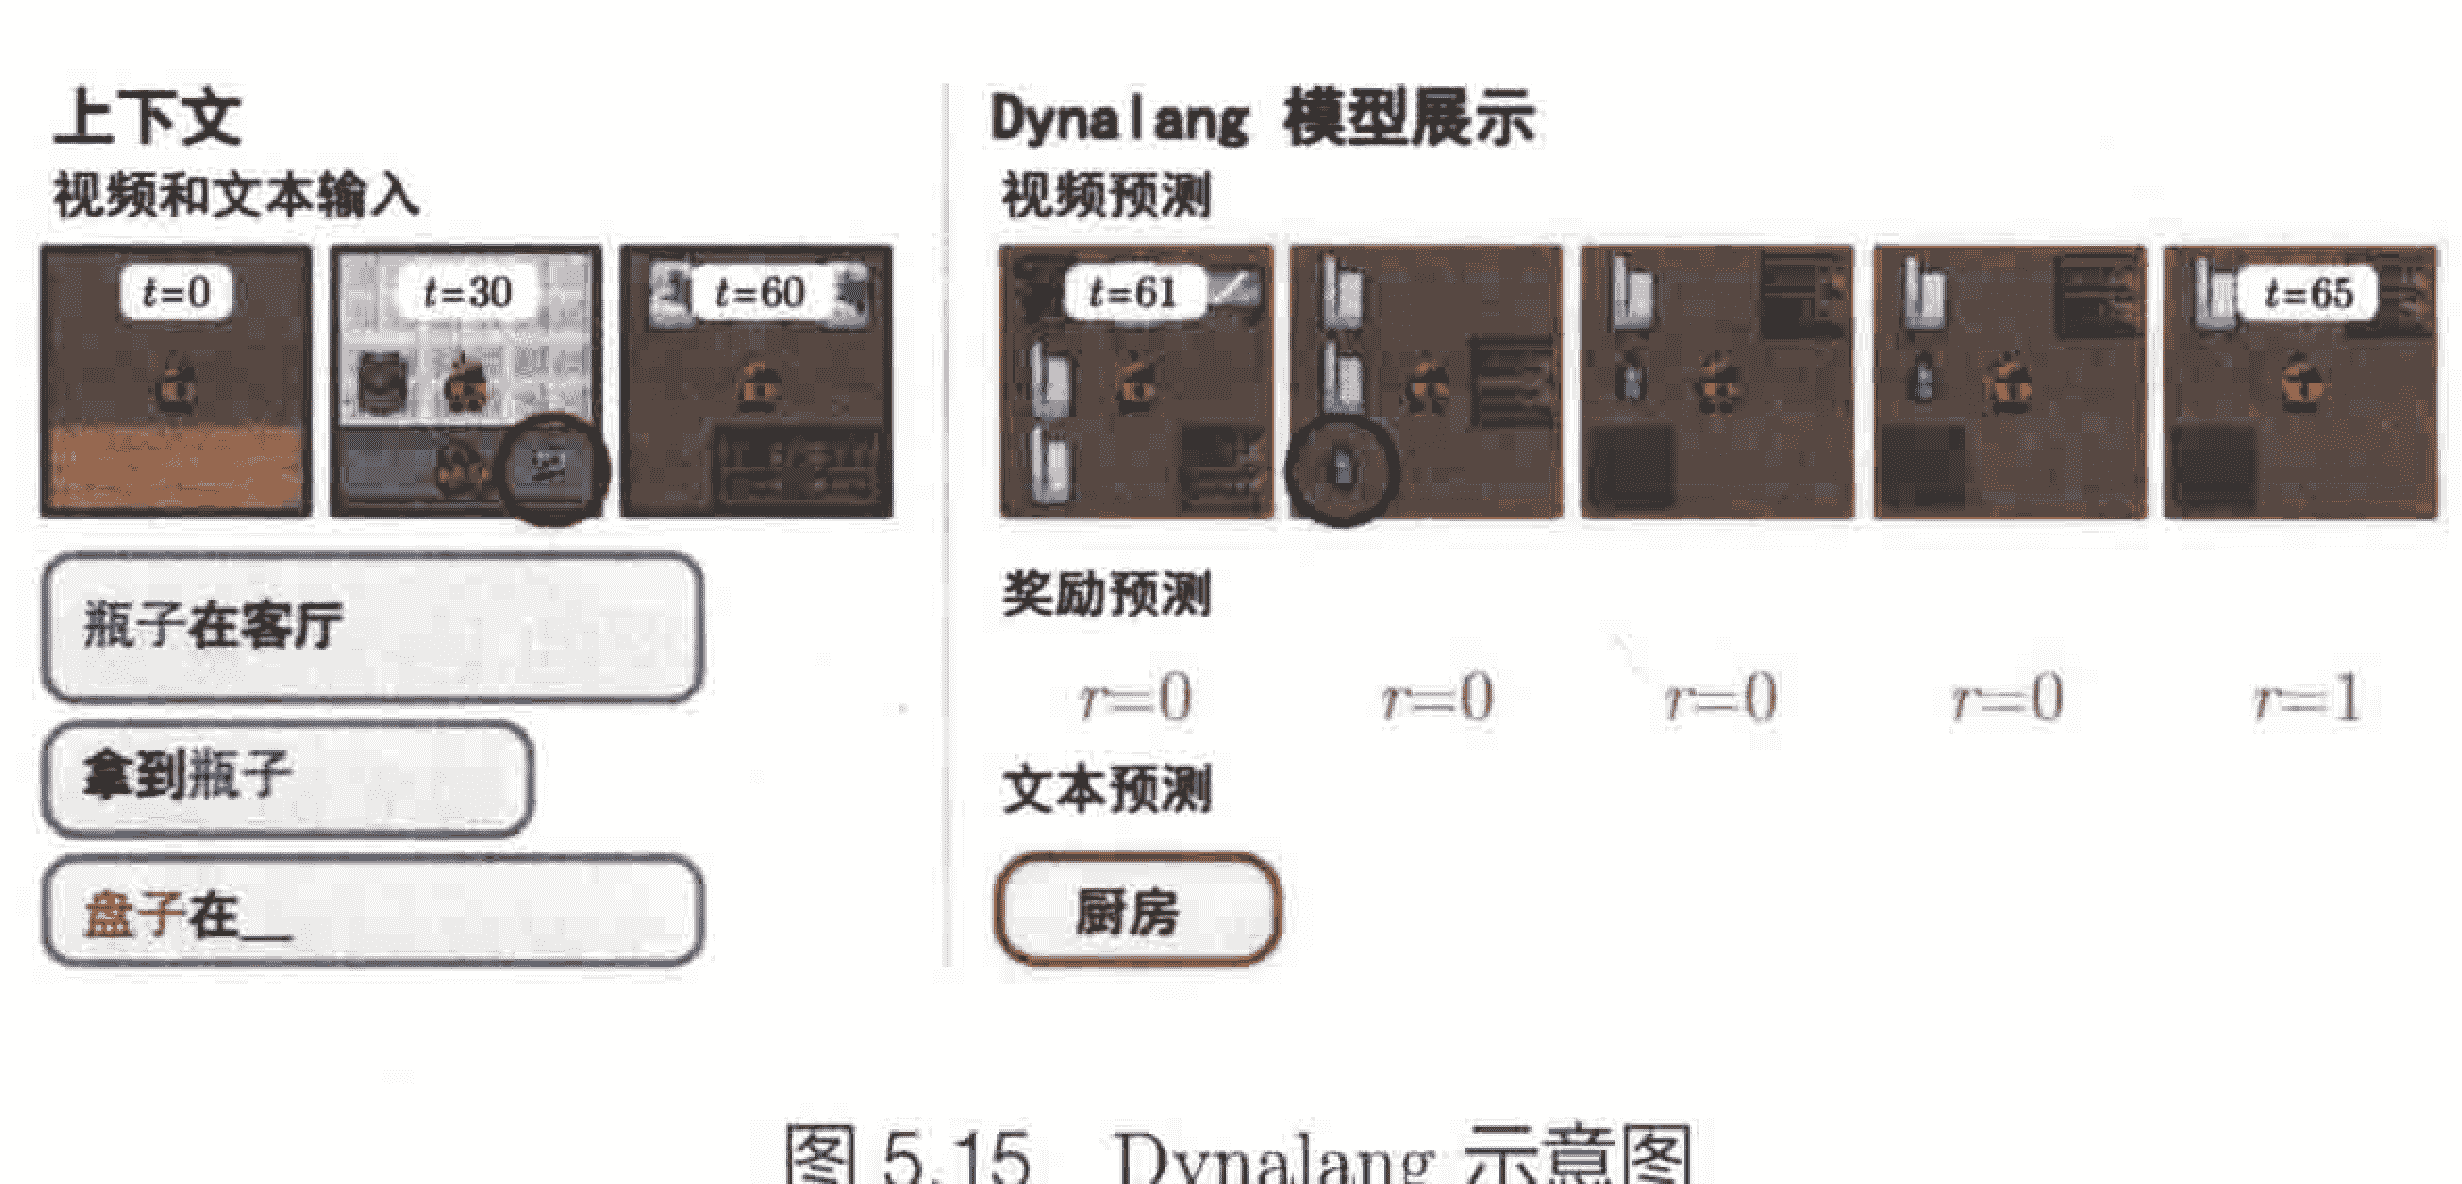 上下文
视频和文本输入
t=0
t=30
t=60
瓶子在客厅
拿到瓶子
盘子在__
Dynalang 模型展示
视频预测
t=61
t=65
奖励预测
r=0 r=0 r=0 r=0 r=1
文本预测
厨房
图 5.15 Dynalang 示意图